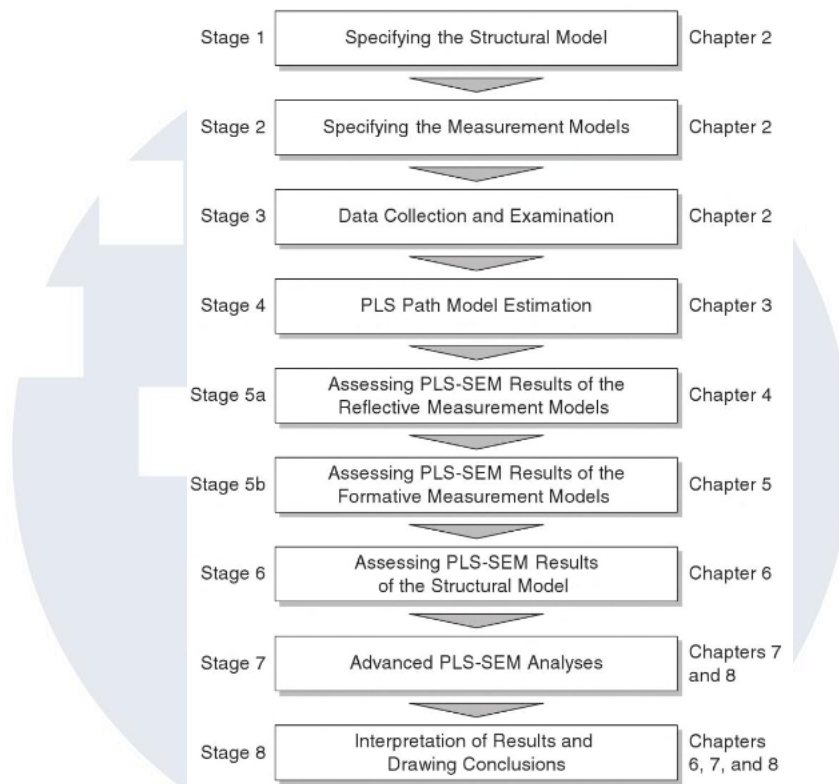 Stage 1 Specifying the Structural Model Chapter 2
Stage 2 Specifying the Measurement Models Chapter 2
Stage 3 Data Collection and Examination Chapter 2
Stage 4 PLS Path Model Estimation Chapter 3
Stage 5a Assessing PLS-SEM Results of the
Reflective Measurement Models Chapter 4
Stage 5b Assessing PLS-SEM Results of the
Formative Measurement Models Chapter 5
Stage 6 Assessing PLS-SEM Results
of the Structural Model Chapter 6
Stage 7 Advanced PLS-SEM Analyses Chapters 7
and 8
Stage 8 Interpretation of Results and
Drawing Conclusions Chapters
6, 7, and 8